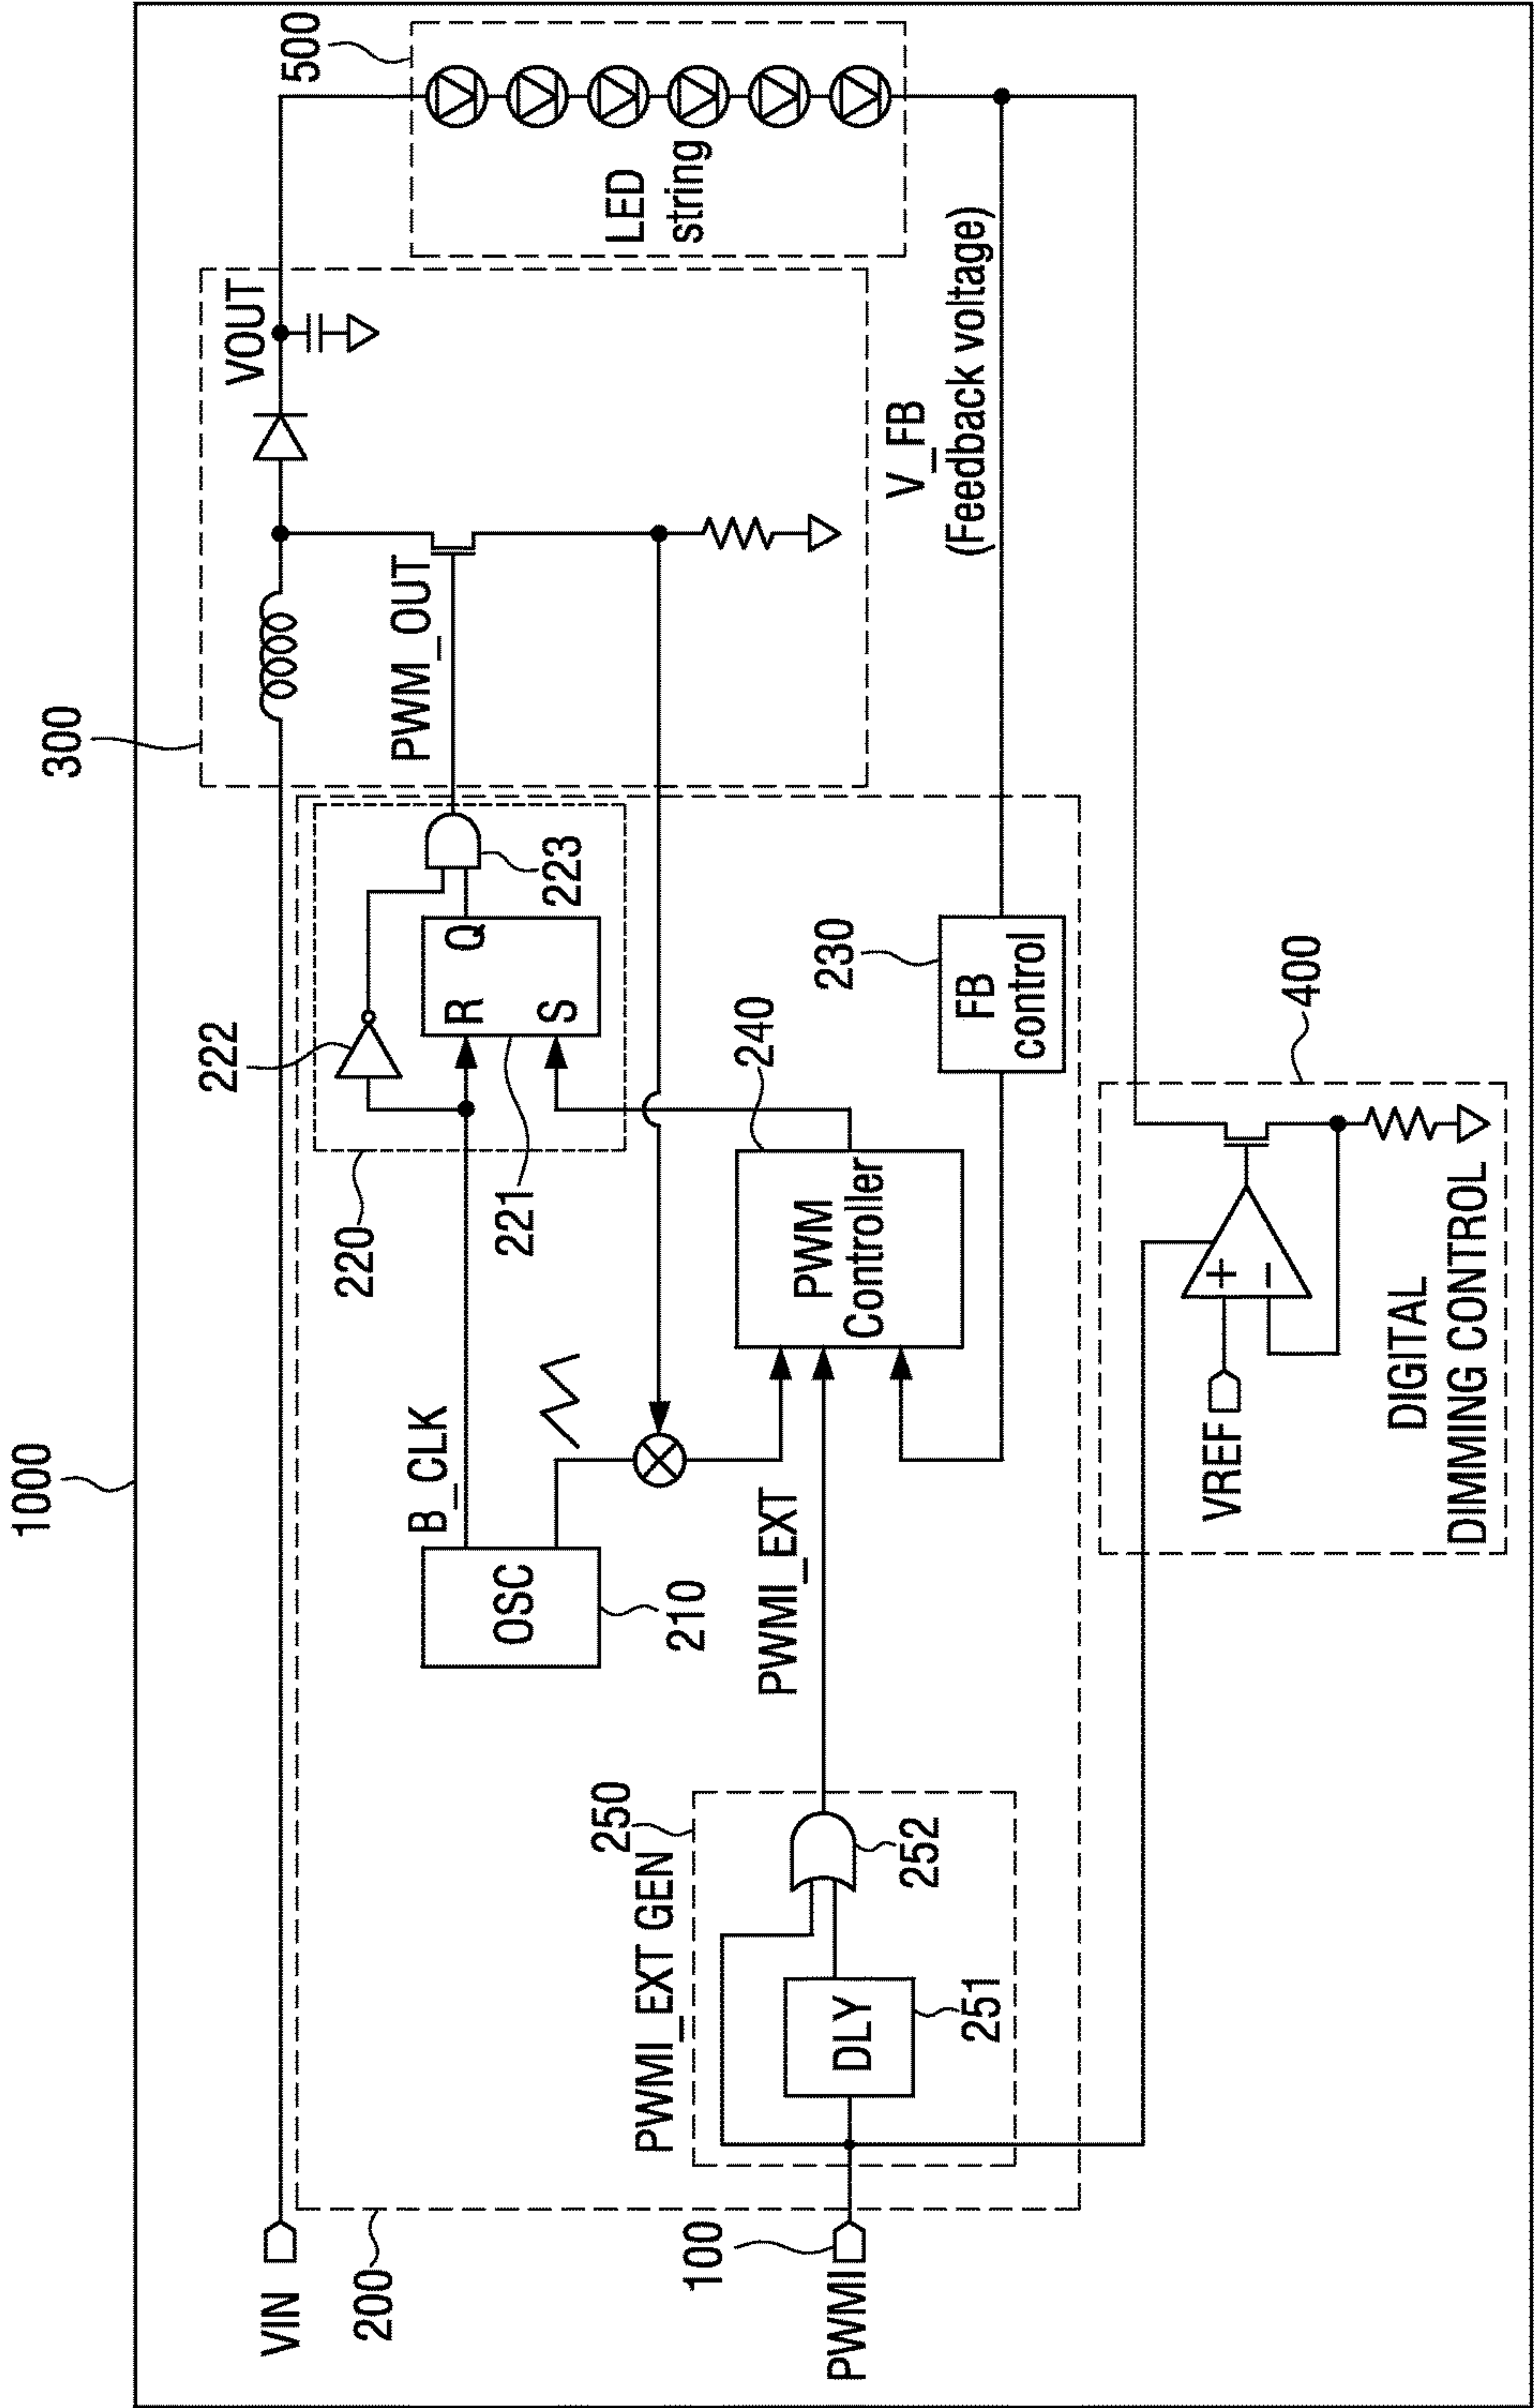 1000
300
500
VOUT
LED
string
PWM_OUT
V_FB
(Feedback voltage)
222
220
221
223
R
Q
S
B_CLK
OSC
210
240
PWM
Controller
230
FB
control
PWMI_EXT
250
PWMI_EXT GEN
252
DLY
251
VIN
200
100
PWMI
400
+
−
VREF
DIGITAL
DIMMING CONTROL